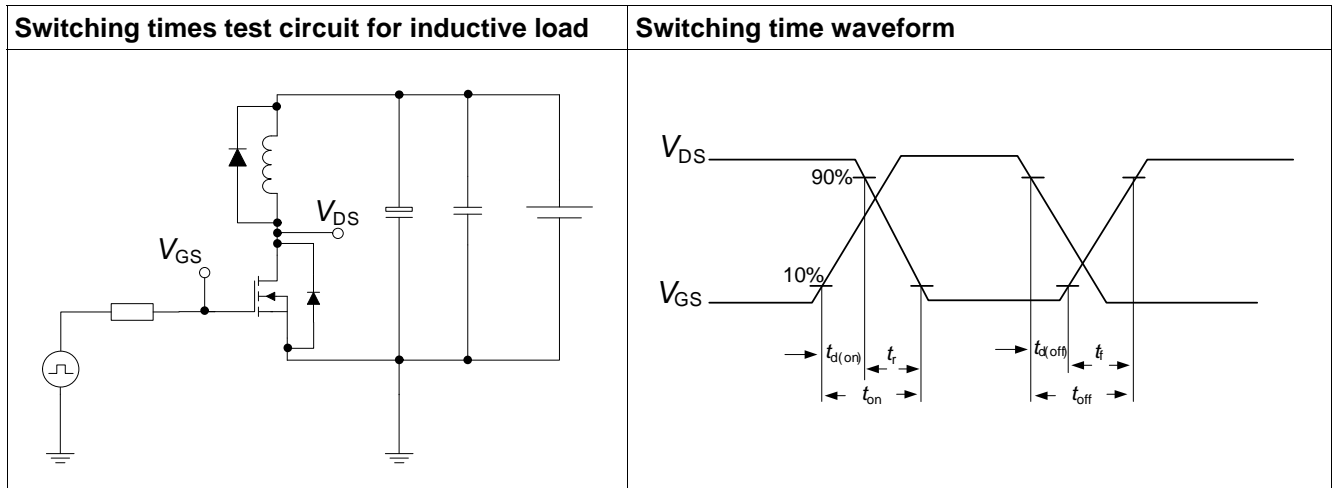 Switching times test circuit for inductive load
Switching time waveform
VDS
VGS
VDS
90%
10%
VGS
td(on)
tr
ton
td(off)
tf
toff